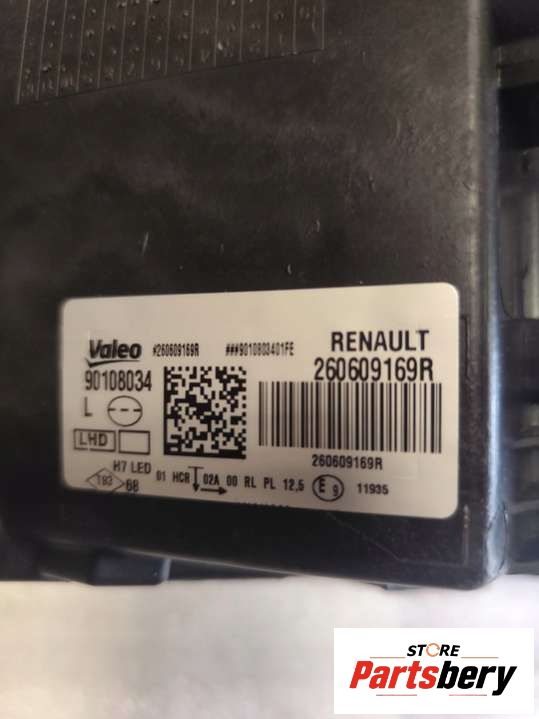 Valeo #260609169R ###9010803401FE RENAULT
90108034 260609169R
L
LHD
260609169R
H7 LED 01 HCR 02A 00 RL PL 12,5 E9 11935
T93 68
STORE
Partsbery